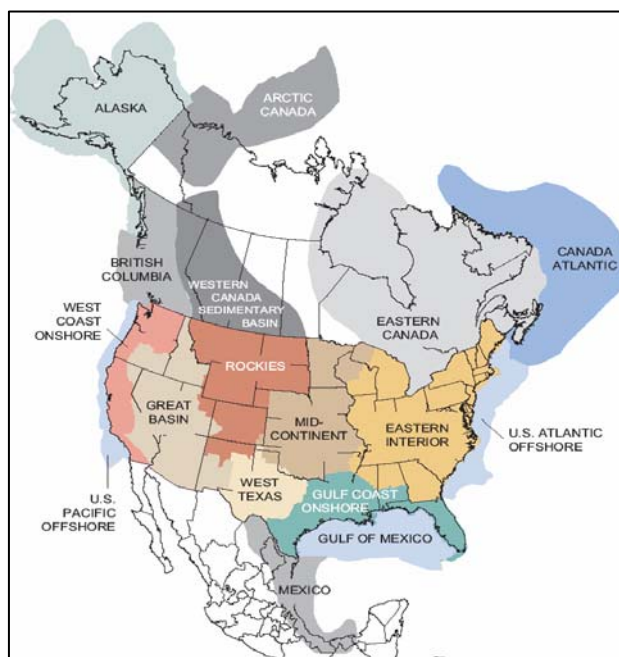 ALASKA
ARCTIC
CANADA
CANADA
ATLANTIC
BRITISH
COLUMBIA
WESTERN
CANADA
SEDIMENTARY
BASIN
EASTERN
CANADA
WEST
COAST
ONSHORE
ROCKIES
GREAT
BASIN
MID-
CONTINENT
EASTERN
INTERIOR
U.S. ATLANTIC
OFFSHORE
WEST
TEXAS
GULF COAST
ONSHORE
U.S.
PACIFIC
OFFSHORE
GULF OF MEXICO
MEXICO